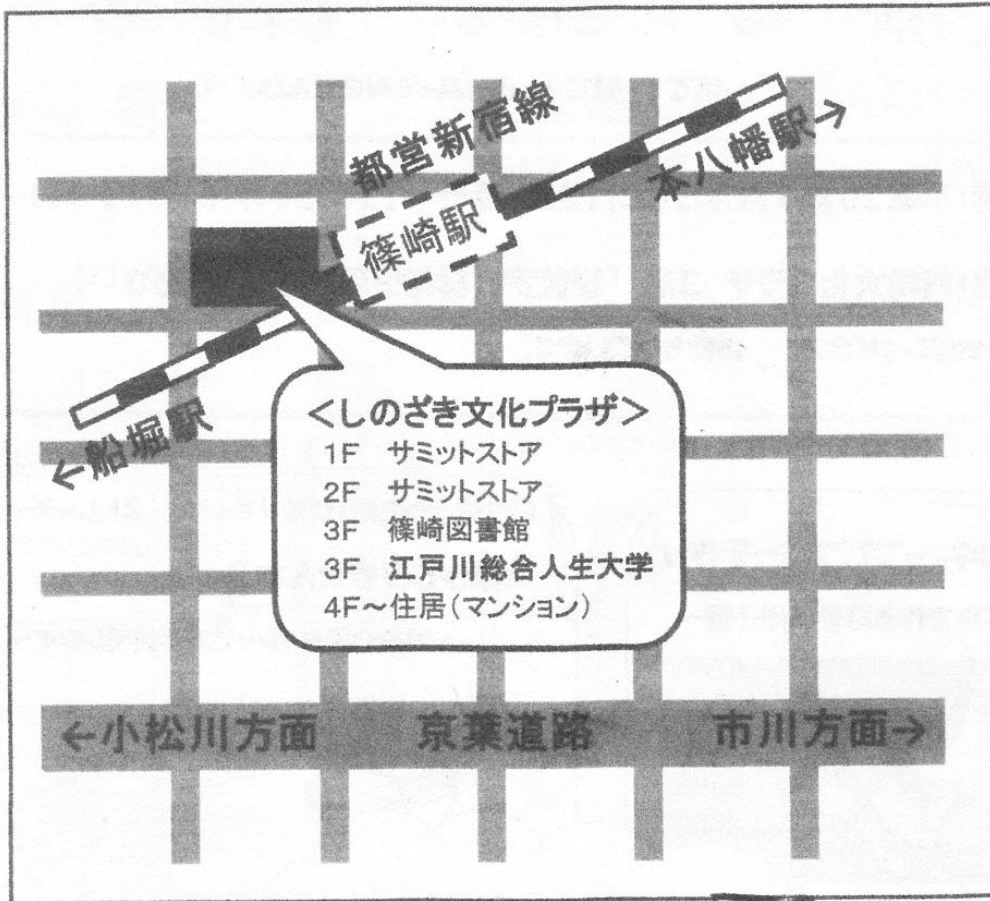 都営新宿線
本八幡駅→
篠崎駅
←船堀駅
＜しのざき文化プラザ＞
1F　サミットストア
2F　サミットストア
3F　篠崎図書館
3F　江戸川総合人生大学
4F～住居(マンション)
←小松川方面　京葉道路　市川方面→